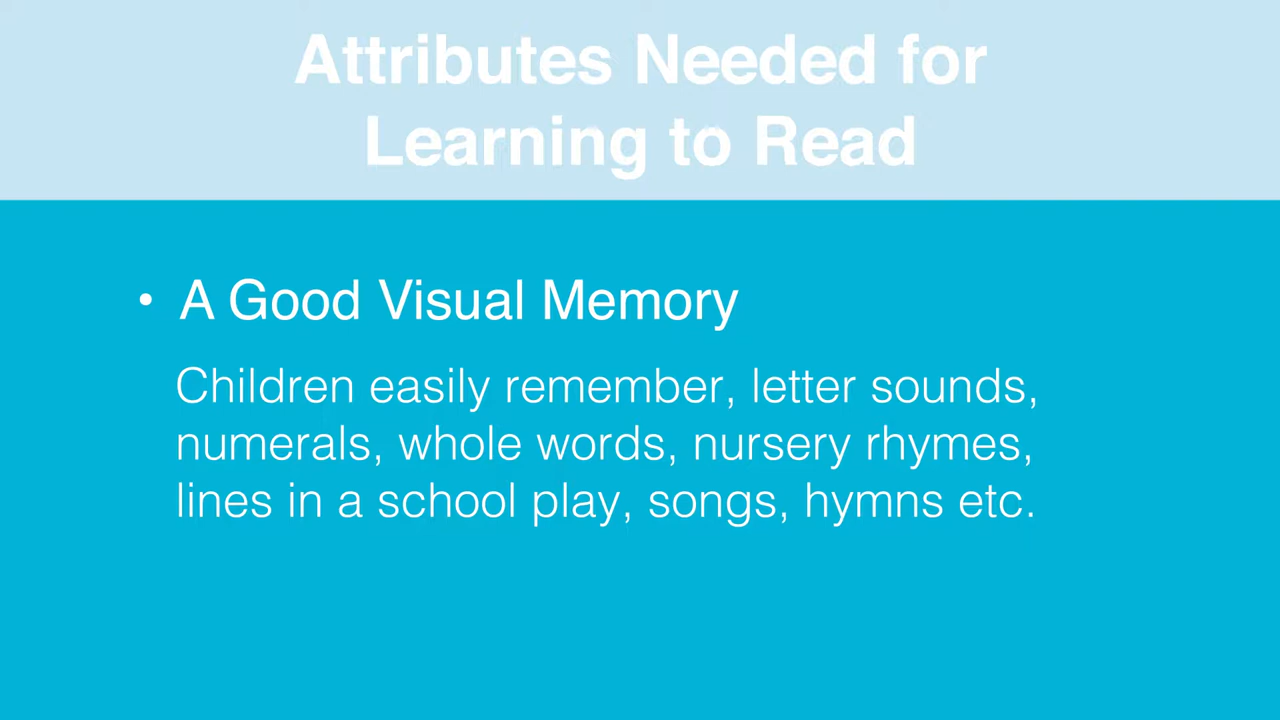 Attributes Needed for
Learning to Read
• A Good Visual Memory
Children easily remember, letter sounds,
numerals, whole words, nursery rhymes,
lines in a school play, songs, hymns etc.